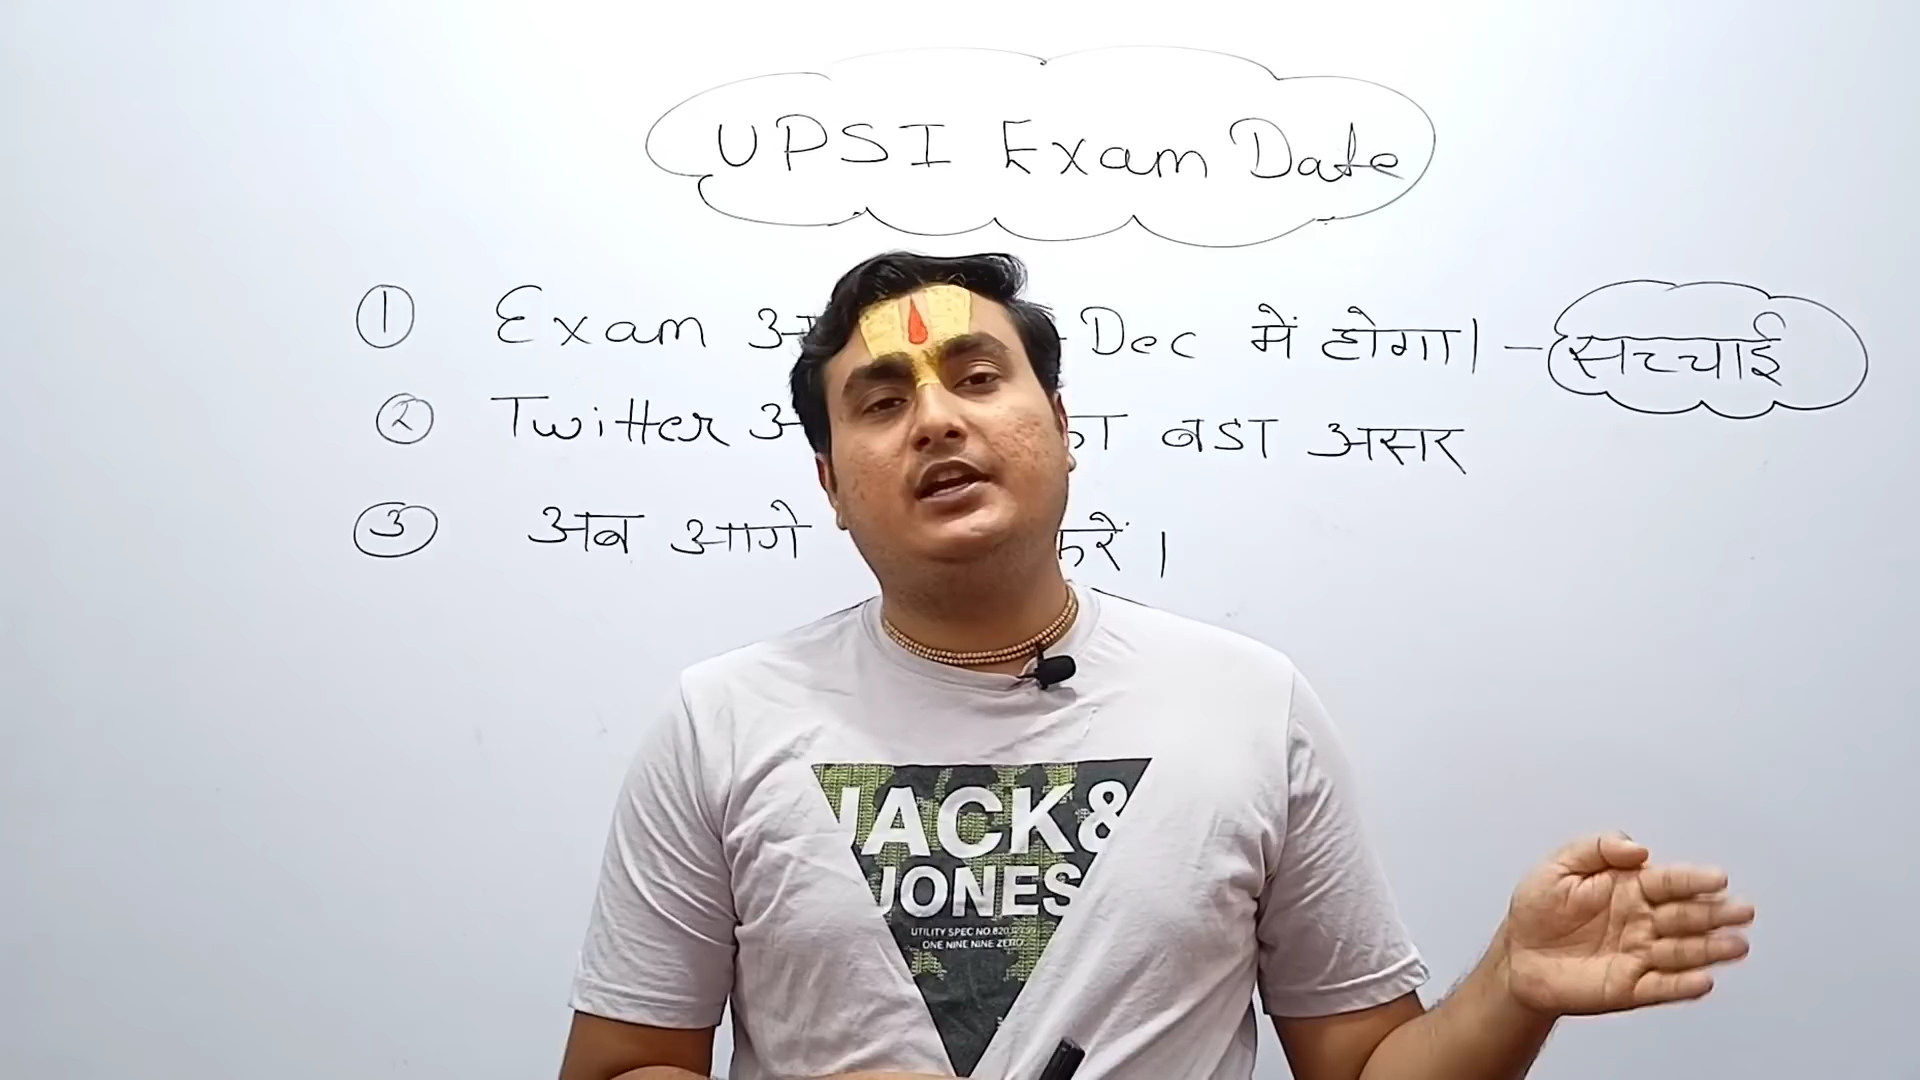 UPSI Exam Date
① Exam -Dec में होगा। - सच्चाई
② Twitter का बडा असर
③ अब आगे करें।
JACK&
JONES
UTILITY SPEC NO.820
ONE NINE NINE ZERO